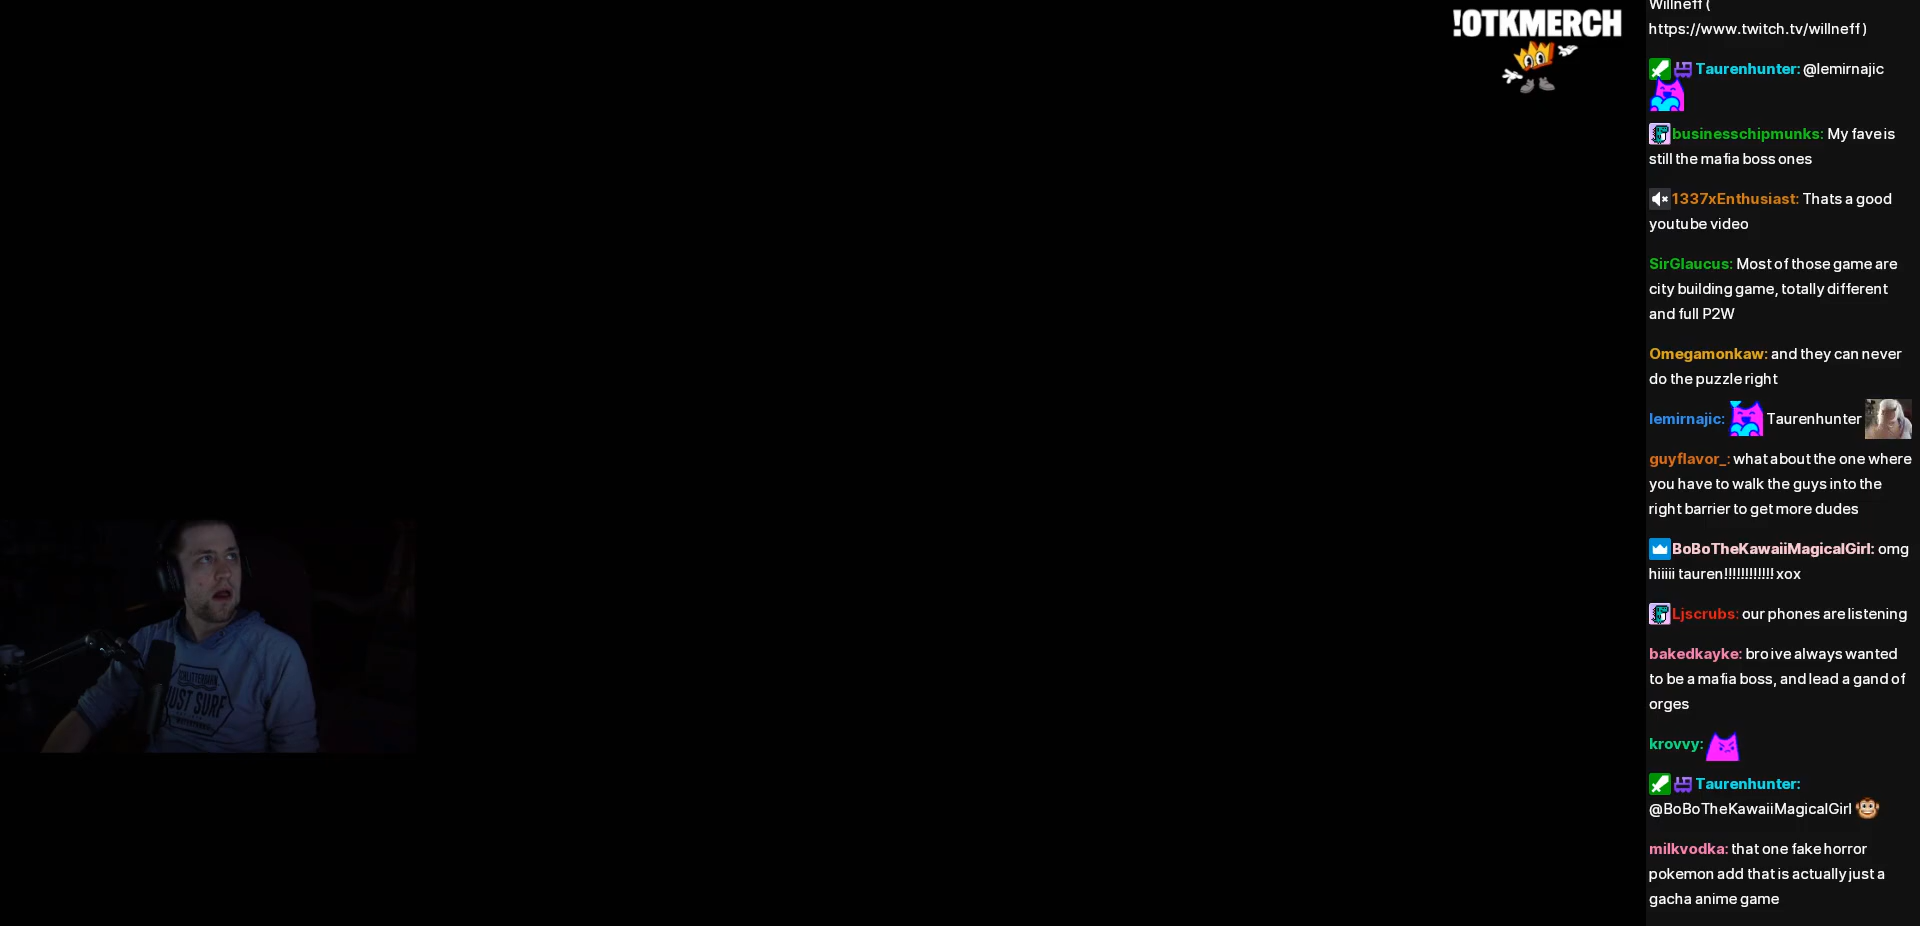 !OTKMERCH
Willneff (
https://www.twitch.tv/willneff )
Taurenhunter: @lemirnajic
businesschipmunks: My fave is
still the mafia boss ones
1337xEnthusiast: Thats a good
youtube video
SirGlaucus: Most of those game are
city building game, totally different
and full P2W
Omegamonkaw: and they can never
do the puzzle right
lemirnajic: Taurenhunter
guyflavor_: what about the one where
you have to walk the guys into the
right barrier to get more dudes
BoBoTheKawaiiMagicalGirl: omg
hiiiii tauren!!!!!!!!!!!! xox
Ljscrubs: our phones are listening
bakedkayke: bro ive always wanted
to be a mafia boss, and lead a gand of
orges
krovvy:
Taurenhunter:
@BoBoTheKawaiiMagicalGirl
milkvodka: that one fake horror
pokemon add that is actually just a
gacha anime game
JUST SURF